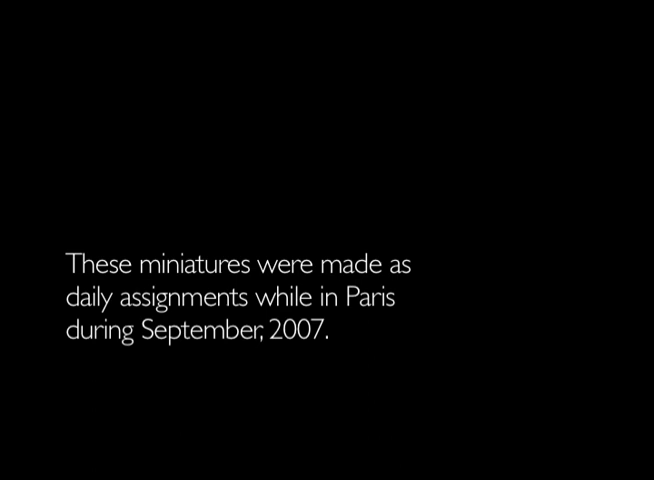 These miniatures were made as
daily assignments while in Paris
during September, 2007.